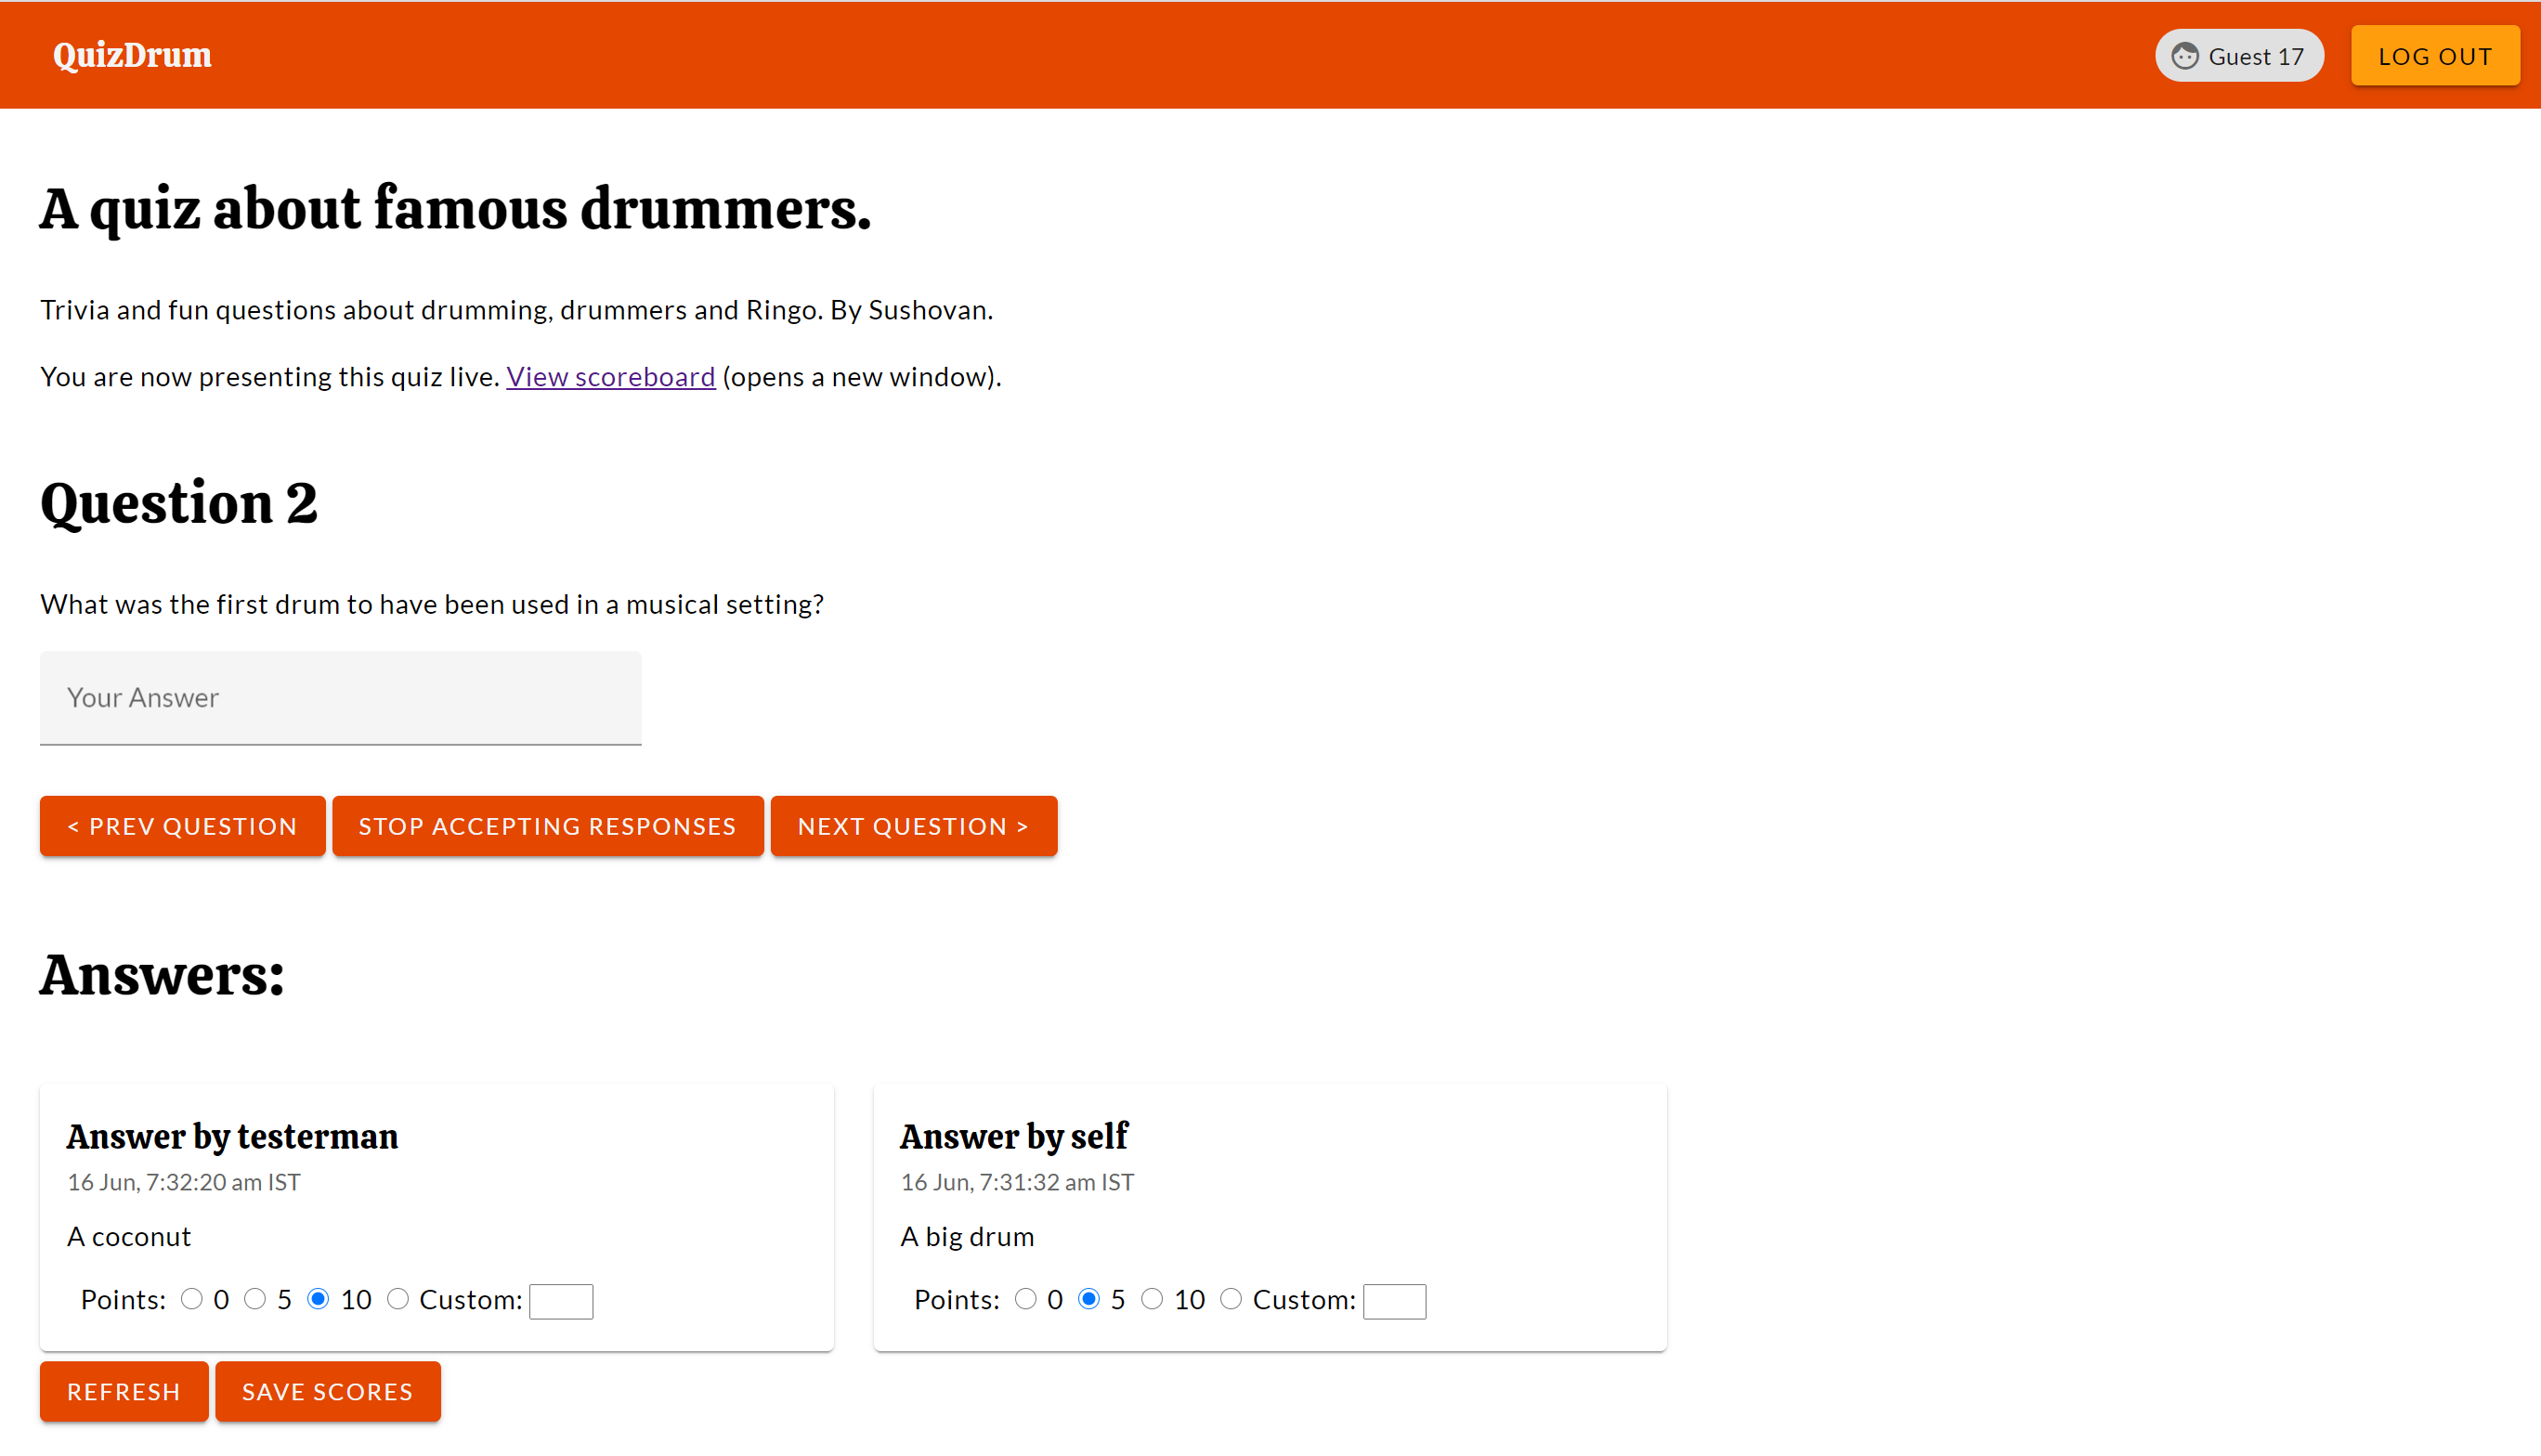 QuizDrum
Guest 17
LOG OUT
A quiz about famous drummers.
Trivia and fun questions about drumming, drummers and Ringo. By Sushovan.
You are now presenting this quiz live. View scoreboard (opens a new window).
Question 2
What was the first drum to have been used in a musical setting?
Your Answer
< PREV QUESTION
STOP ACCEPTING RESPONSES
NEXT QUESTION >
Answers:
Answer by testerman
16 Jun, 7:32:20 am IST
A coconut
Points: 0 5 10 Custom:
Answer by self
16 Jun, 7:31:32 am IST
A big drum
Points: 0 5 10 Custom:
REFRESH
SAVE SCORES